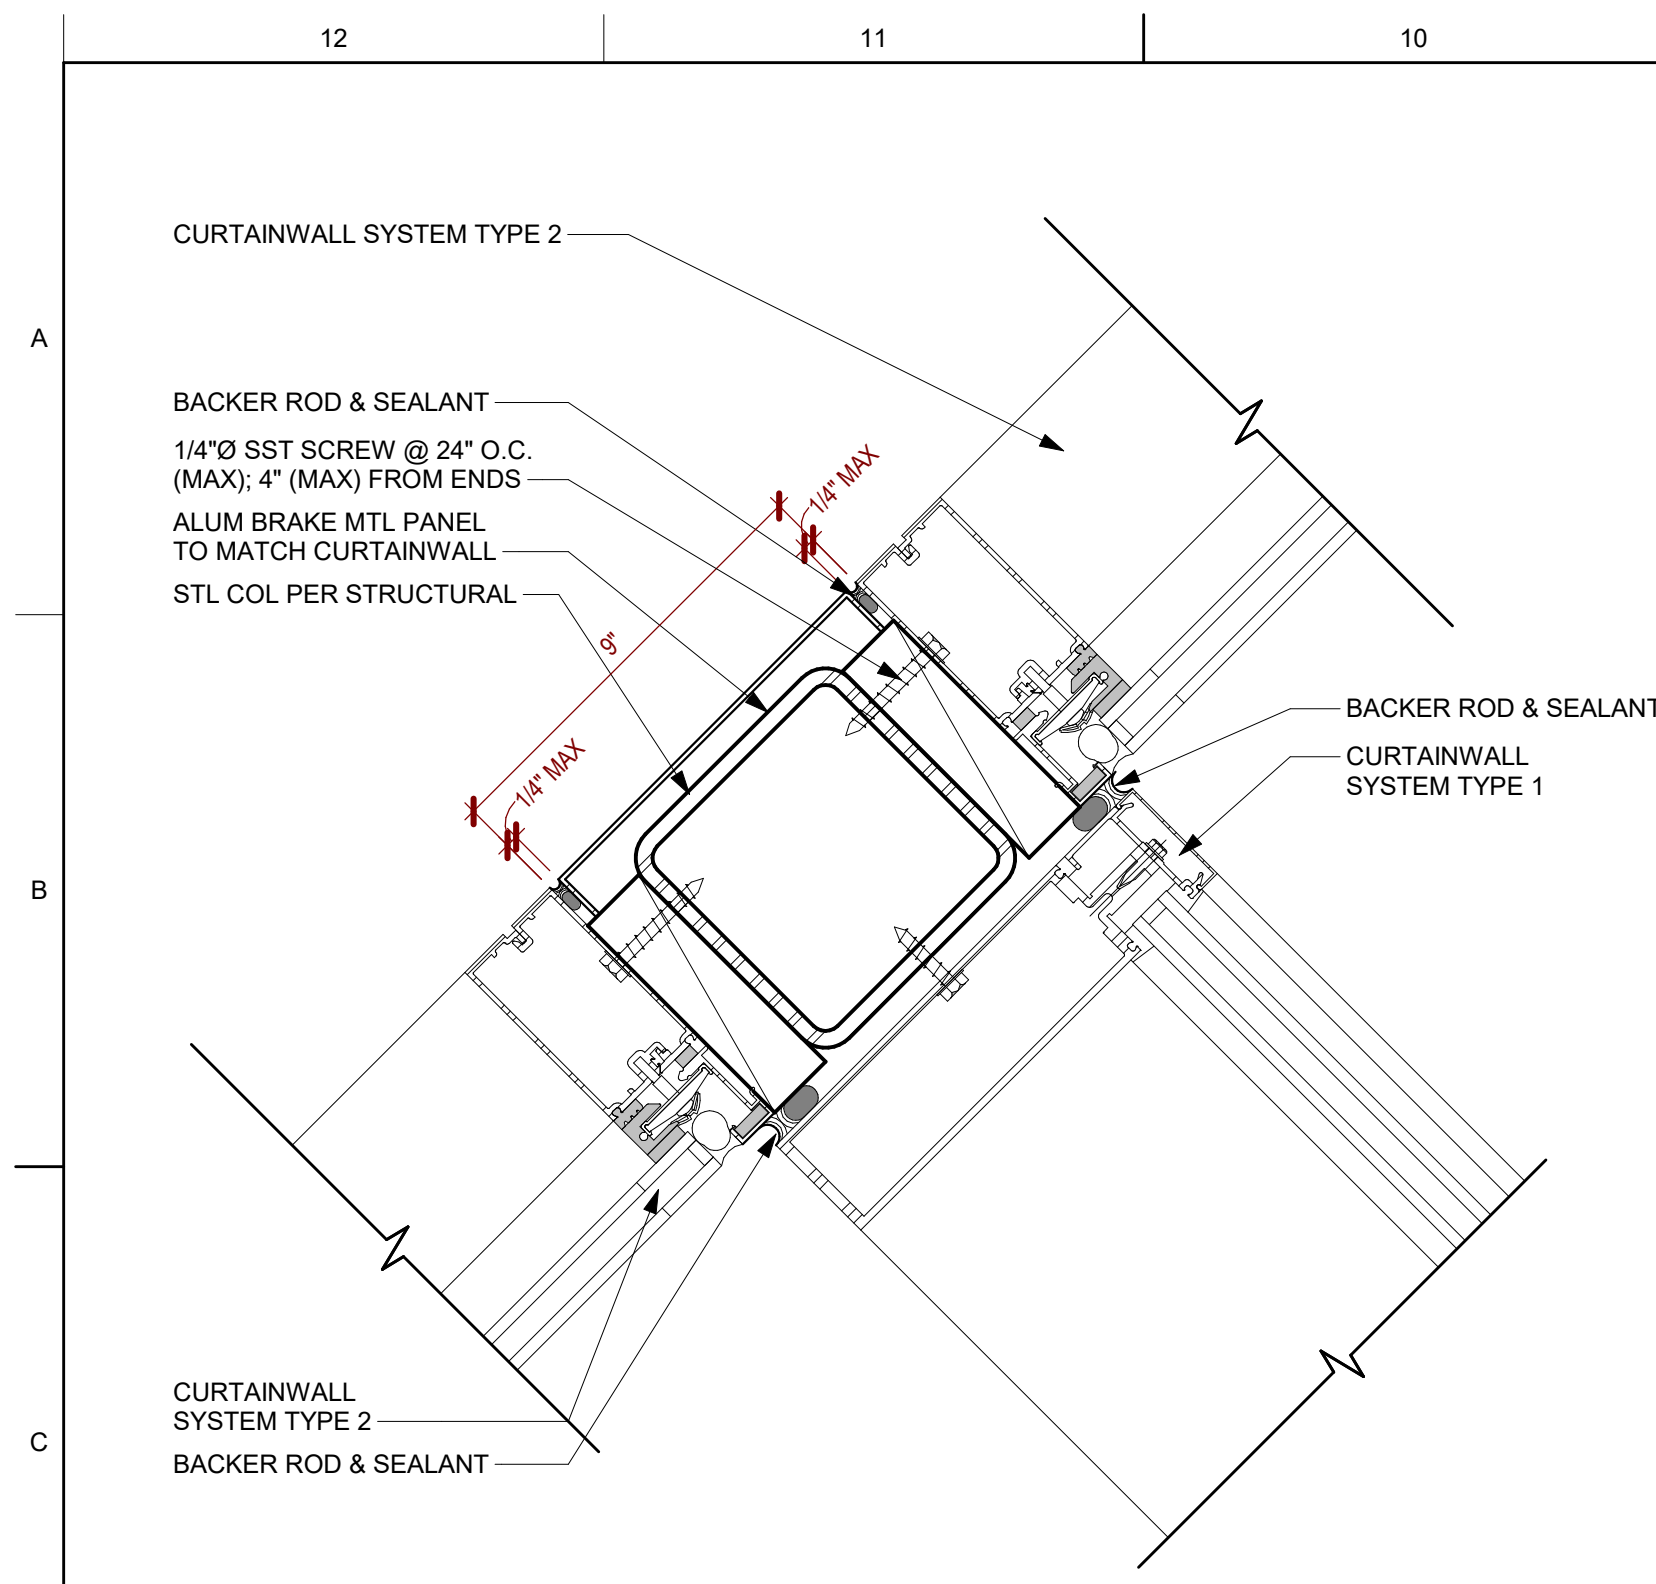 12
11
10
CURTAINWALL SYSTEM TYPE 2
A
BACKER ROD & SEALANT
1/4"Ø SST SCREW @ 24" O.C.
(MAX); 4" (MAX) FROM ENDS
1/4" MAX
ALUM BRAKE MTL PANEL
TO MATCH CURTAINWALL
STL COL PER STRUCTURAL
9"
BACKER ROD & SEALANT
CURTAINWALL
SYSTEM TYPE 1
1/4" MAX
B
CURTAINWALL
SYSTEM TYPE 2
C
BACKER ROD & SEALANT